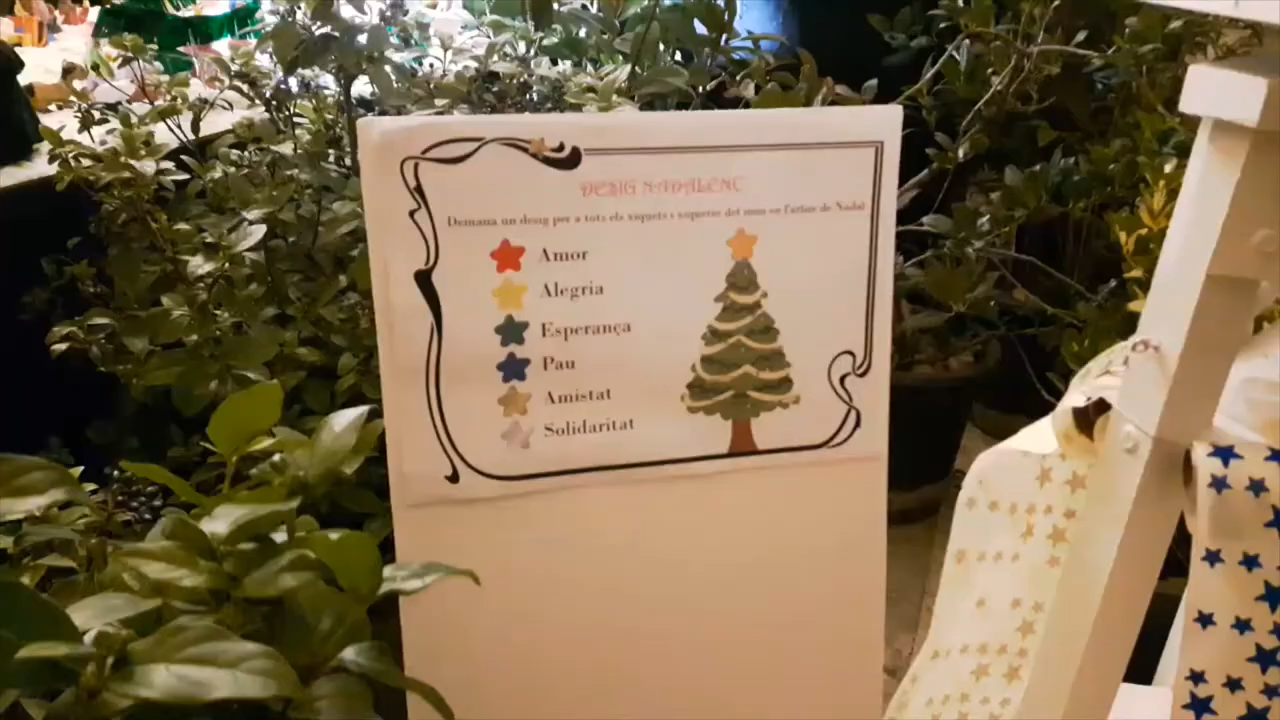 DESIG NADALENC
Demana un desig per a tots els xiquets i xiquetes del mon en l'arbre de Nadal
Amor
Alegria
Esperança
Pau
Amistat
Solidaritat